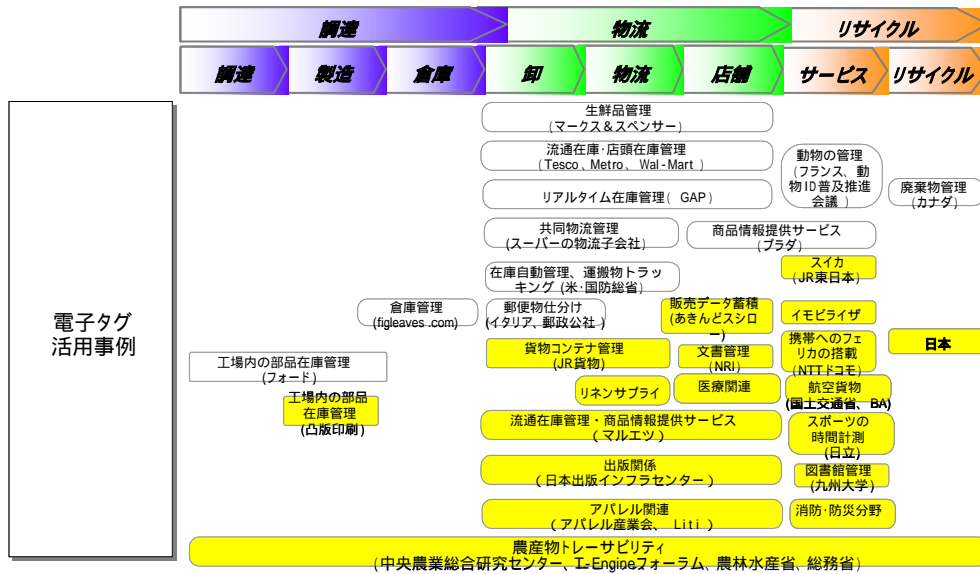 調達
物流
リサイクル
調達
製造
倉庫
卸
物流
店舗
サービス
リサイクル
電子タグ
活用事例
生鮮品管理
(マークス&スペンサー)
流通在庫・店頭在庫管理
(Tesco、Metro、Wal-Mart)
リアルタイム在庫管理( GAP)
動物の管理
(フランス、動
物ID普及推進
会議)
廃棄物管理
(カナダ)
共同物流管理
(スーパーの物流子会社)
商品情報提供サービス
(プラダ)
スイカ
(JR東日本)
在庫自動管理、運搬物トラッ
キング (米・国防総省)
倉庫管理
(figleaves.com)
郵便物仕分け
(イタリア、郵政公社)
販売データ蓄積
(あきんどスシロ
ー)
イモビライザ
貨物コンテナ管理
(JR貨物)
文書管理
(NRI)
携帯へのフェ
リカの搭載
(NTTドコモ)
日本
工場内の部品在庫管理
(フォード)
工場内の部品
在庫管理
(凸版印刷)
リネンサプライ
医療関連
航空貨物
(国土交通省、BA)
流通在庫管理・商品情報提供サービス
(マルエツ)
スポーツの
時間計測
(日立)
出版関係
(日本出版インフラセンター)
図書館管理
(九州大学)
アパレル関連
(アパレル産業会、 Liti)
消防・防災分野
農産物トレーサビリティ
(中央農業総合研究センター、T-Engineフォーラム、農林水産省、総務省)